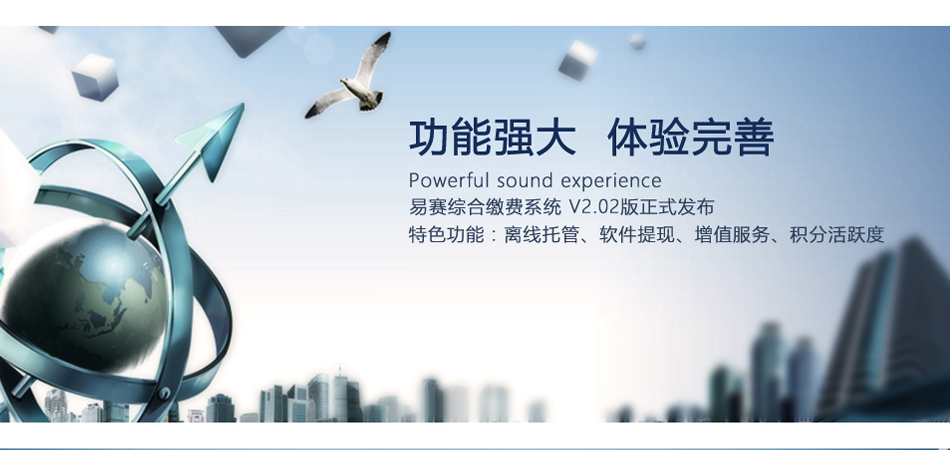 功能强大 体验完善
Powerful sound experience
易赛综合缴费系统 V2.02版正式发布
特色功能：离线托管、软件提现、增值服务、积分活跃度